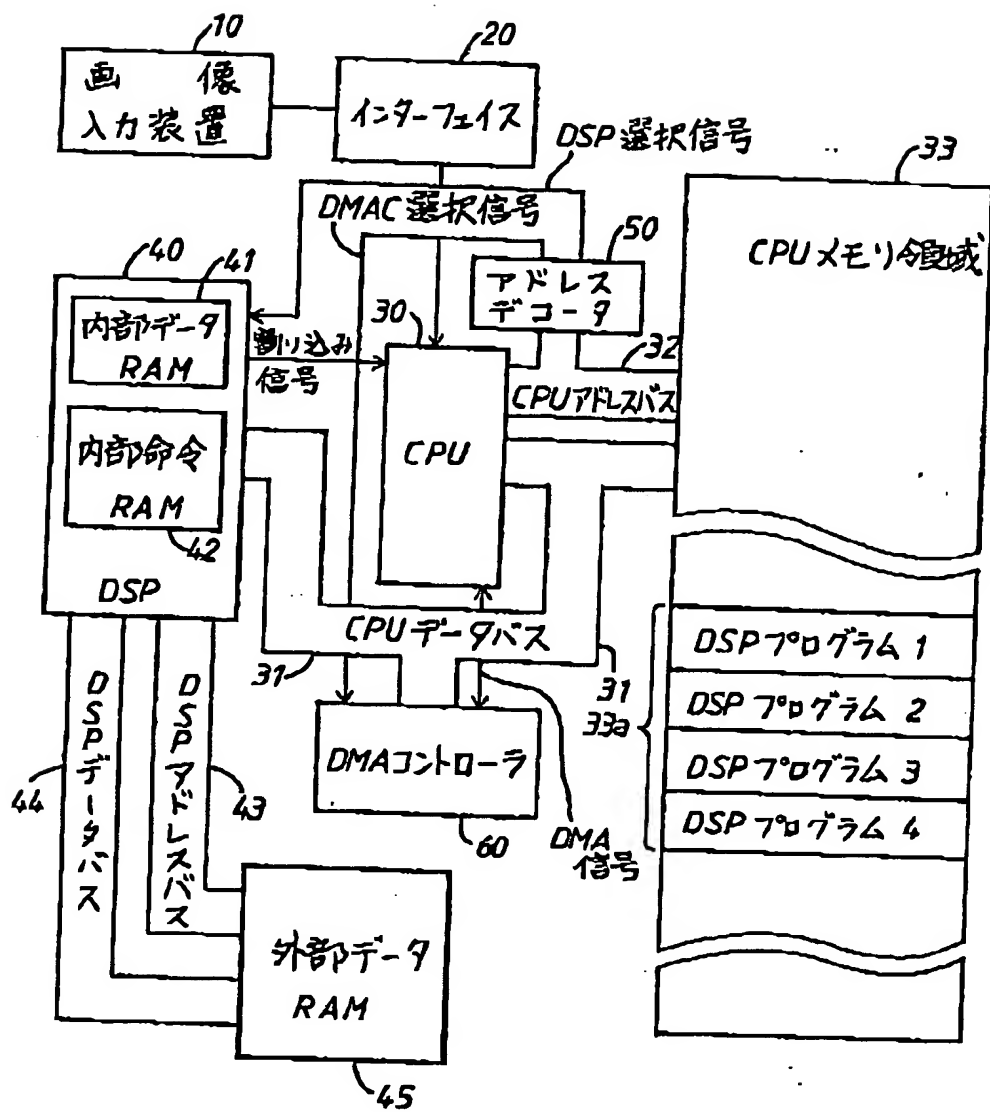 10
画像
入力装置
20
インターフェイス
DSP選択信号
33
DMAC選択信号
50
CPUメモリ領域
アドレス
デコータ
40
41
内部データ
RAM
30
割り込み
信号
32
CPUアドレスバス
CPU
内部命令
RAM
42
DSP
CPUデータバス
31
31
33a
DSPプログラム 1
DSPプログラム 2
DSPプログラム 3
DSPプログラム 4
DMAコントローラ
60
DMA
信号
DSPデータバス
44
DSPアドレスバス
43
外部データ
RAM
45